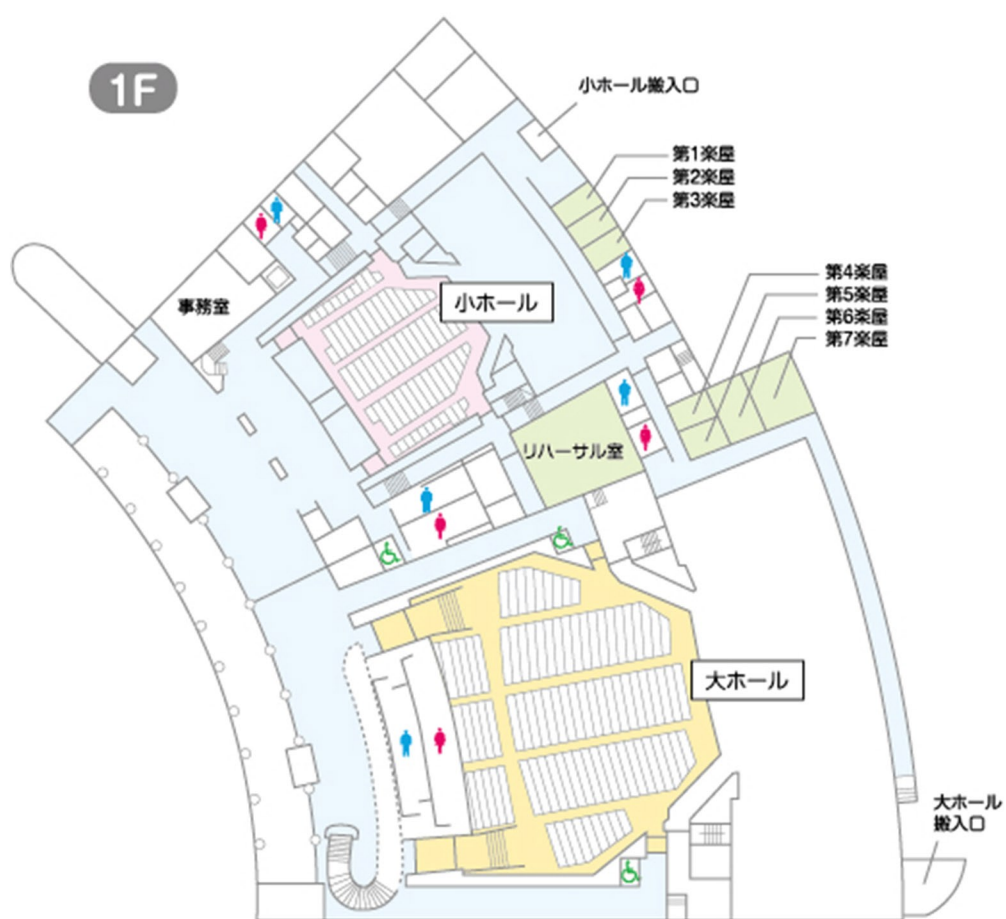 1F
小ホール搬入口
第1楽屋
第2楽屋
第3楽屋
第4楽屋
第5楽屋
第6楽屋
第7楽屋
事務室
小ホール
リハーサル室
大ホール
大ホール
搬入口